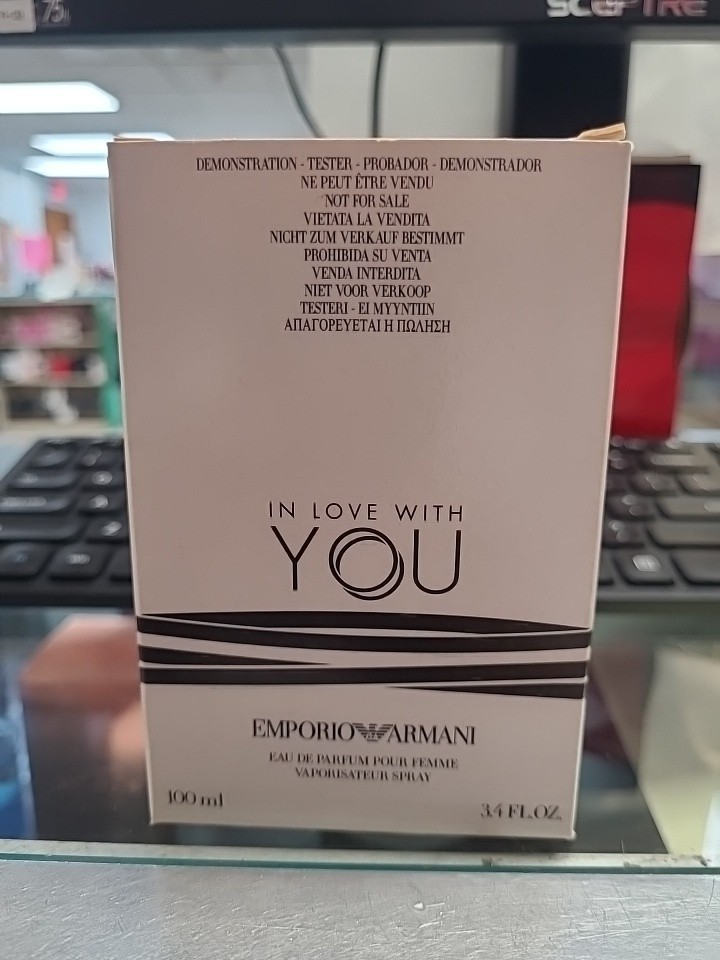 75
SCEPTRE
DEMONSTRATION - TESTER - PROBADOR - DEMONSTRADOR
NE PEUT ÊTRE VENDU
NOT FOR SALE
VIETATA LA VENDITA
NICHT ZUM VERKAUF BESTIMMT
PROHIBIDA SU VENTA
VENDA INTERDITA
NIET VOOR VERKOOP
TESTERI - EI MYYNTIIN
ΑΠΑΓΟΡΕΥΕΤΑΙ Η ΠΩΛΗΣΗ
IN LOVE WITH
YOU
EMPORIO ARMANI
EAU DE PARFUM POUR FEMME
VAPORISATEUR SPRAY
100 ml
3.4 FL.OZ.